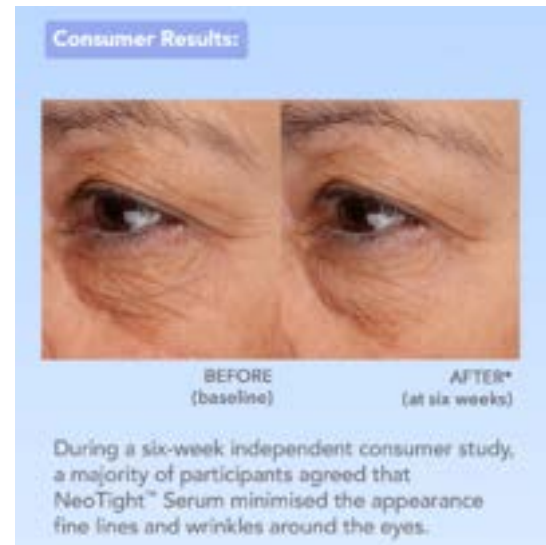 Consumer Results:
BEFORE
(baseline)
AFTER*
(at six weeks)
During a six-week independent consumer study,
a majority of participants agreed that
NeoTight™ Serum minimised the appearance
fine lines and wrinkles around the eyes.